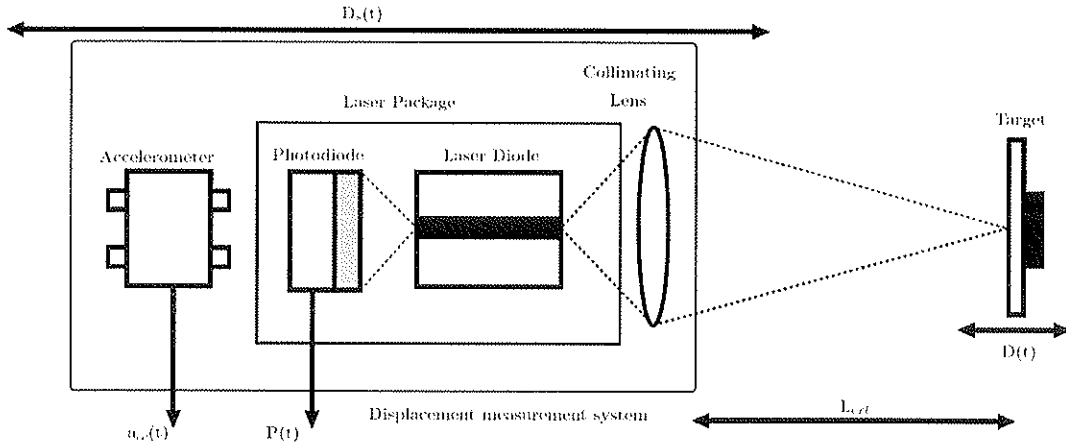 Dₛ(t)
Collimating
Lens
Laser Package
Target
Accelerometer
Photodiode
Laser Diode
D(t)
Displacement measurement system
P(t)